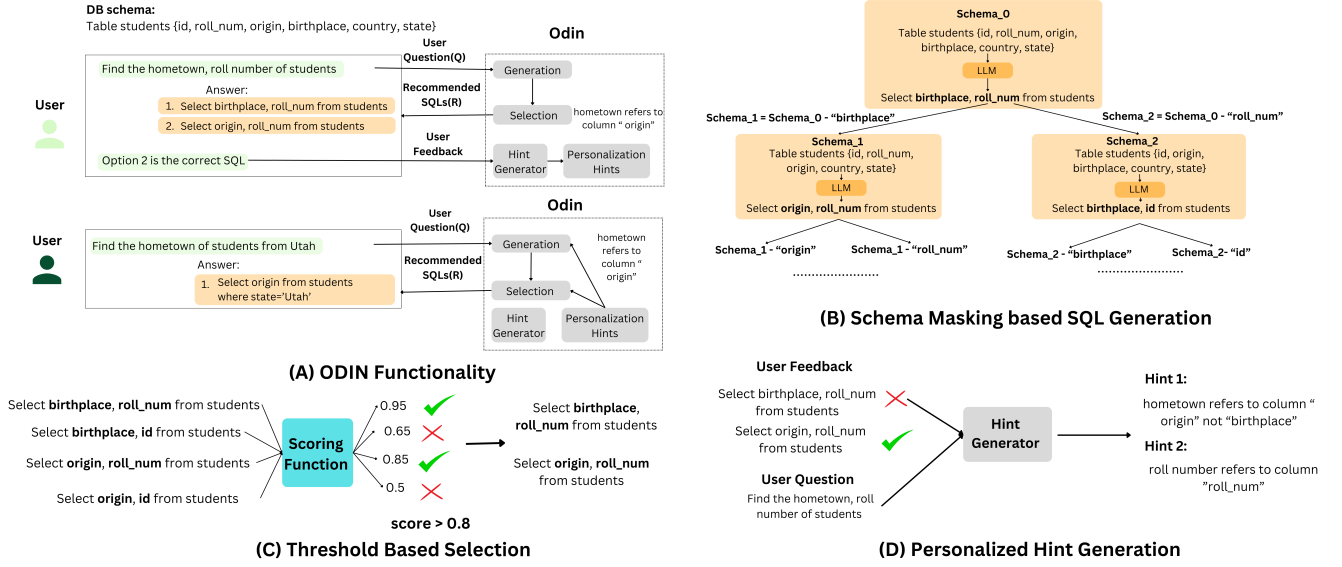 DB schema:
Table students {id, roll_num, origin, birthplace, country, state}
Odin
User
Question(Q)
Find the hometown, roll number of students
Generation
Answer:
User
Recommended
SQLs(R)
1. Select birthplace, roll_num from students
2. Select origin, roll_num from students
Selection
hometown refers to
column “ origin”
User
Feedback
Option 2 is the correct SQL
Hint
Generator
Personalization
Hints
Odin
User
Question(Q)
User
Find the hometown of students from Utah
Generation
hometown
refers to
column “
origin”
Answer:
Recommended
SQLs(R)
1. Select origin from students
where state=’Utah’
Selection
Hint
Generator
Personalization
Hints
(A) ODIN Functionality
Schema_0
Table students {id, roll_num, origin,
birthplace, country, state}
LLM
Select birthplace, roll_num from students
Schema_1 = Schema_0 - “birthplace”
Schema_2 = Schema_0 - “roll_num”
Schema_1
Table students {id, roll_num,
origin, country, state}
LLM
Select origin, roll_num from students
Schema_2
Table students {id, origin,
birthplace, country, state}
LLM
Select birthplace, id from students
Schema_1 - “origin”
Schema_1 - “roll_num”
Schema_2 - “birthplace”
Schema_2- “id”
(B) Schema Masking based SQL Generation
Select birthplace, roll_num from students
Select birthplace, id from students
Select origin, roll_num from students
Select origin, id from students
Scoring
Function
0.95
0.65
0.85
0.5
score > 0.8
Select birthplace,
roll_num from students
Select origin, roll_num
from students
(C) Threshold Based Selection
User Feedback
Select birthplace, roll_num
from students
Select origin, roll_num
from students
User Question
Find the hometown, roll
number of students
Hint
Generator
Hint 1:
hometown refers to column “
origin” not “birthplace”
Hint 2:
roll number refers to column
”roll_num”
(D) Personalized Hint Generation